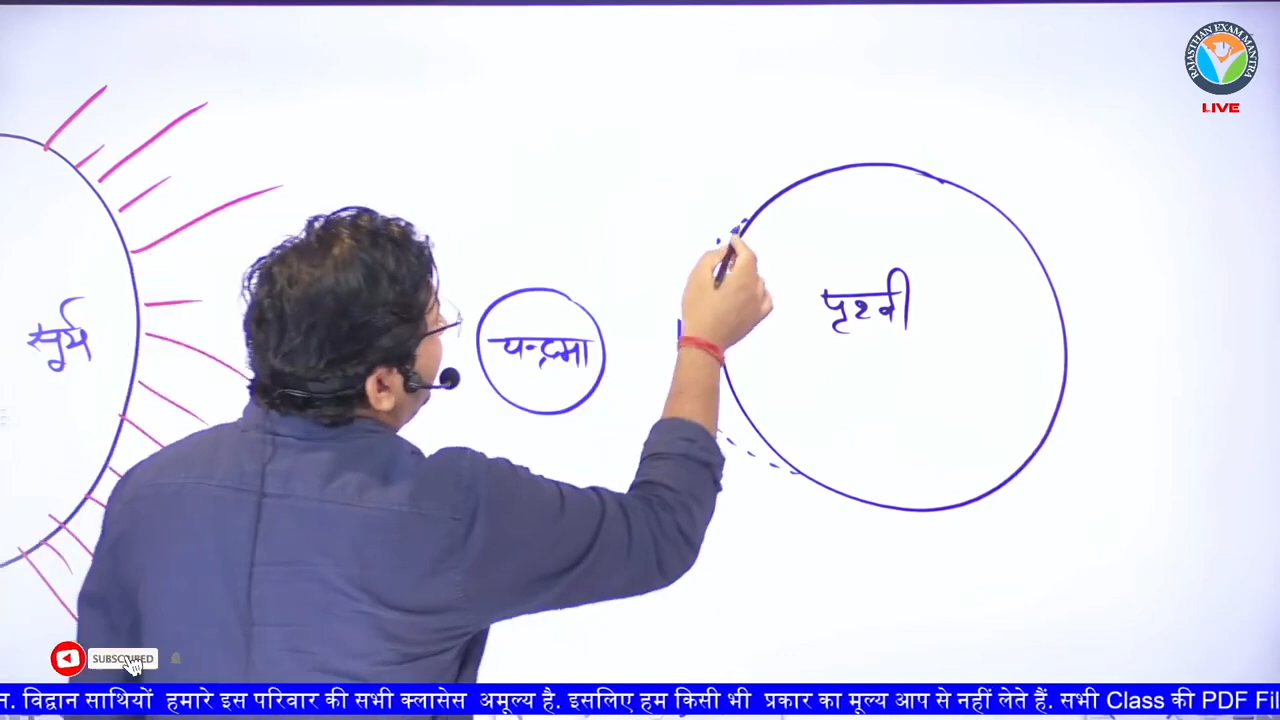 RAJASTHAN EXAM MANTRA
LIVE
सूर्य
चन्द्रमा
पृथ्वी
SUBSCRIBED
न. विद्वान साथियों हमारे इस परिवार की सभी क्लासेस अमूल्य है. इसलिए हम किसी भी प्रकार का मूल्य आप से नहीं लेते हैं. सभी Class की PDF Fil